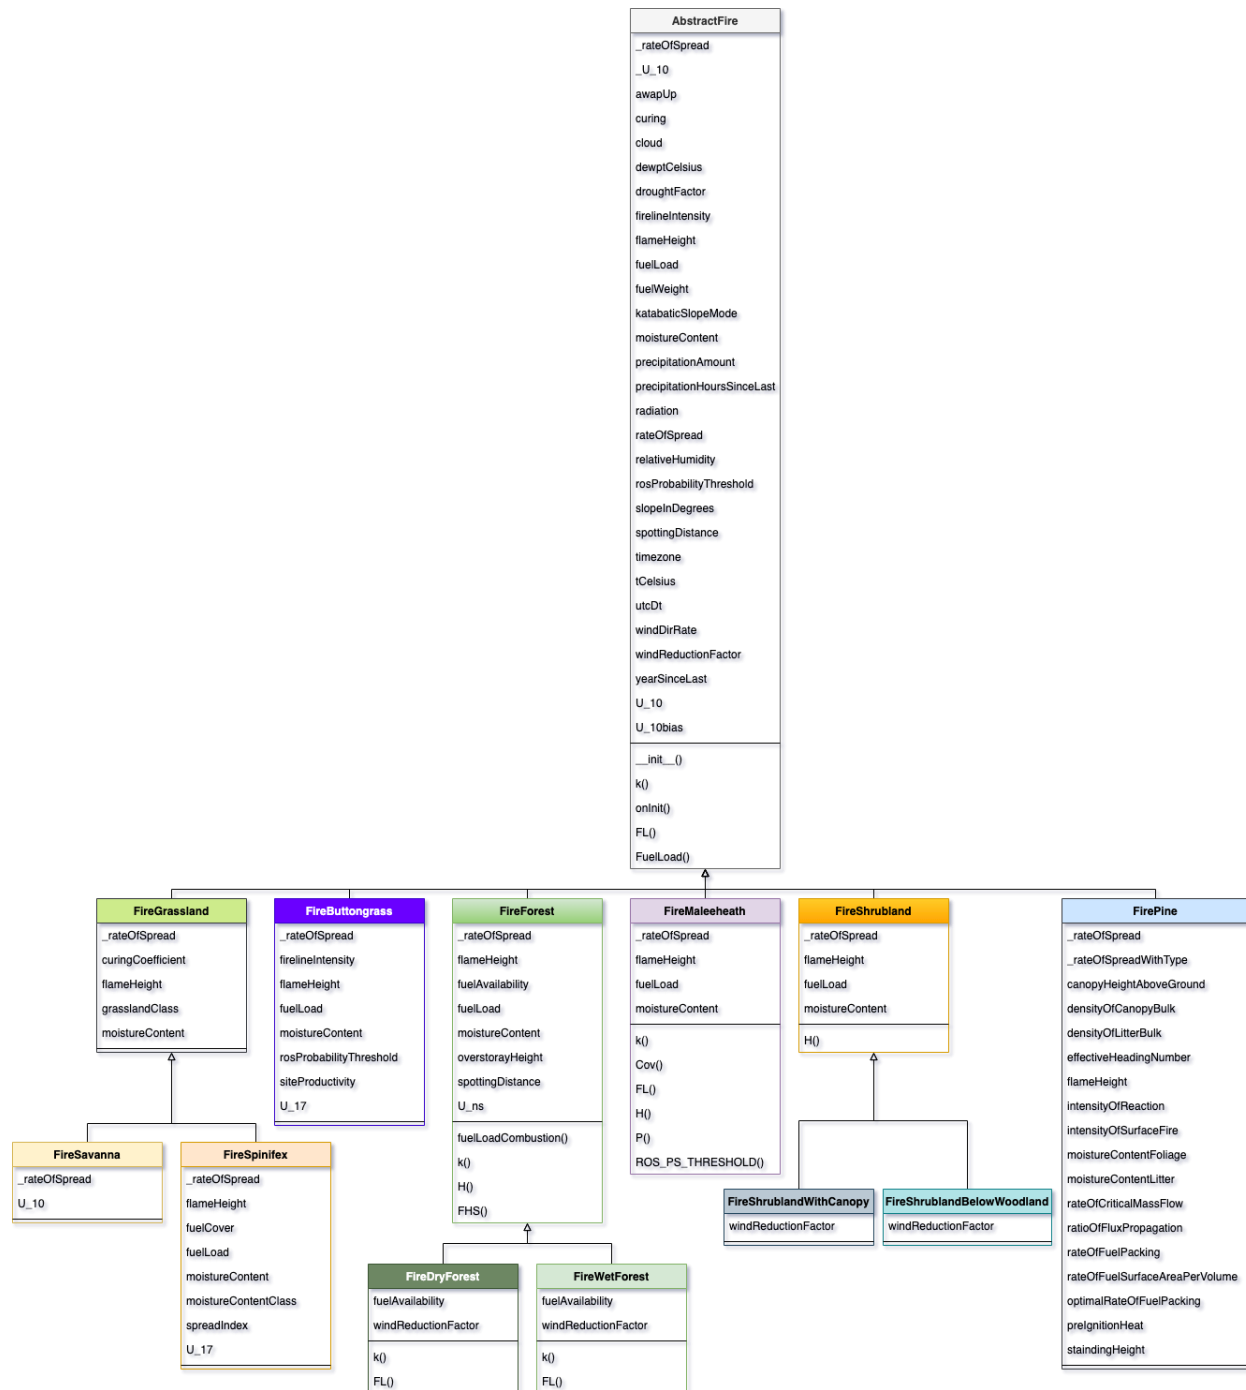 AbstractFire
_rateOfSpread
_U_10
awapUp
curing
cloud
dewptCelsius
droughtFactor
firelineIntensity
flameHeight
fuelLoad
fuelWeight
katabaticSlopeMode
moistureContent
precipitationAmount
precipitationHoursSinceLast
radiation
rateOfSpread
relativeHumidity
rosProbabilityThreshold
slopeInDegrees
spottingDistance
timezone
tCelsius
utcDt
windDirRate
windReductionFactor
yearSinceLast
U_10
U_10bias
__init__()
k()
onInit()
FL()
FuelLoad()
FireGrassland
_rateOfSpread
curingCoefficient
flameHeight
grasslandClass
moistureContent
FireButtongrass
_rateOfSpread
firelineIntensity
flameHeight
fuelLoad
moistureContent
rosProbabilityThreshold
siteProductivity
U_17
FireForest
_rateOfSpread
flameHeight
fuelAvailability
fuelLoad
moistureContent
overstorayHeight
spottingDistance
U_ns
fuelLoadCombustion()
k()
H()
FHS()
FireMaleeheath
_rateOfSpread
flameHeight
fuelLoad
moistureContent
k()
Cov()
FL()
H()
P()
ROS_PS_THRESHOLD()
FireShrubland
_rateOfSpread
flameHeight
fuelLoad
moistureContent
H()
FirePine
_rateOfSpread
_rateOfSpreadWithType
canopyHeightAboveGround
densityOfCanopyBulk
densityOfLitterBulk
effectiveHeadingNumber
flameHeight
intensityOfReaction
intensityOfSurfaceFire
moistureContentFoliage
moistureContentLitter
rateOfCriticalMassFlow
ratioOfFluxPropagation
rateOfFuelPacking
rateOfFuelSurfaceAreaPerVolume
optimalRateOfFuelPacking
preIgnitionHeat
staindingHeight
FireSavanna
_rateOfSpread
U_10
FireSpinifex
_rateOfSpread
flameHeight
fuelCover
fuelLoad
moistureContent
moistureContentClass
spreadIndex
U_17
FireDryForest
fuelAvailability
windReductionFactor
k()
FL()
FireWetForest
fuelAvailability
windReductionFactor
k()
FL()
FireShrublandWithCanopy
windReductionFactor
FireShrublandBelowWoodland
windReductionFactor